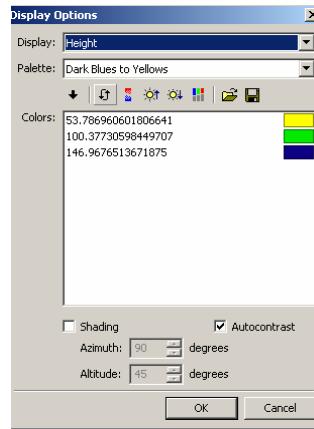 Display Options
Display: Height
Palette: Dark Blues to Yellows
Colors: 53.786960601806641
100.37730598449707
146.9676513671875
Shading Autocontrast
Azimuth: 90 degrees
Altitude: 45 degrees
OK Cancel